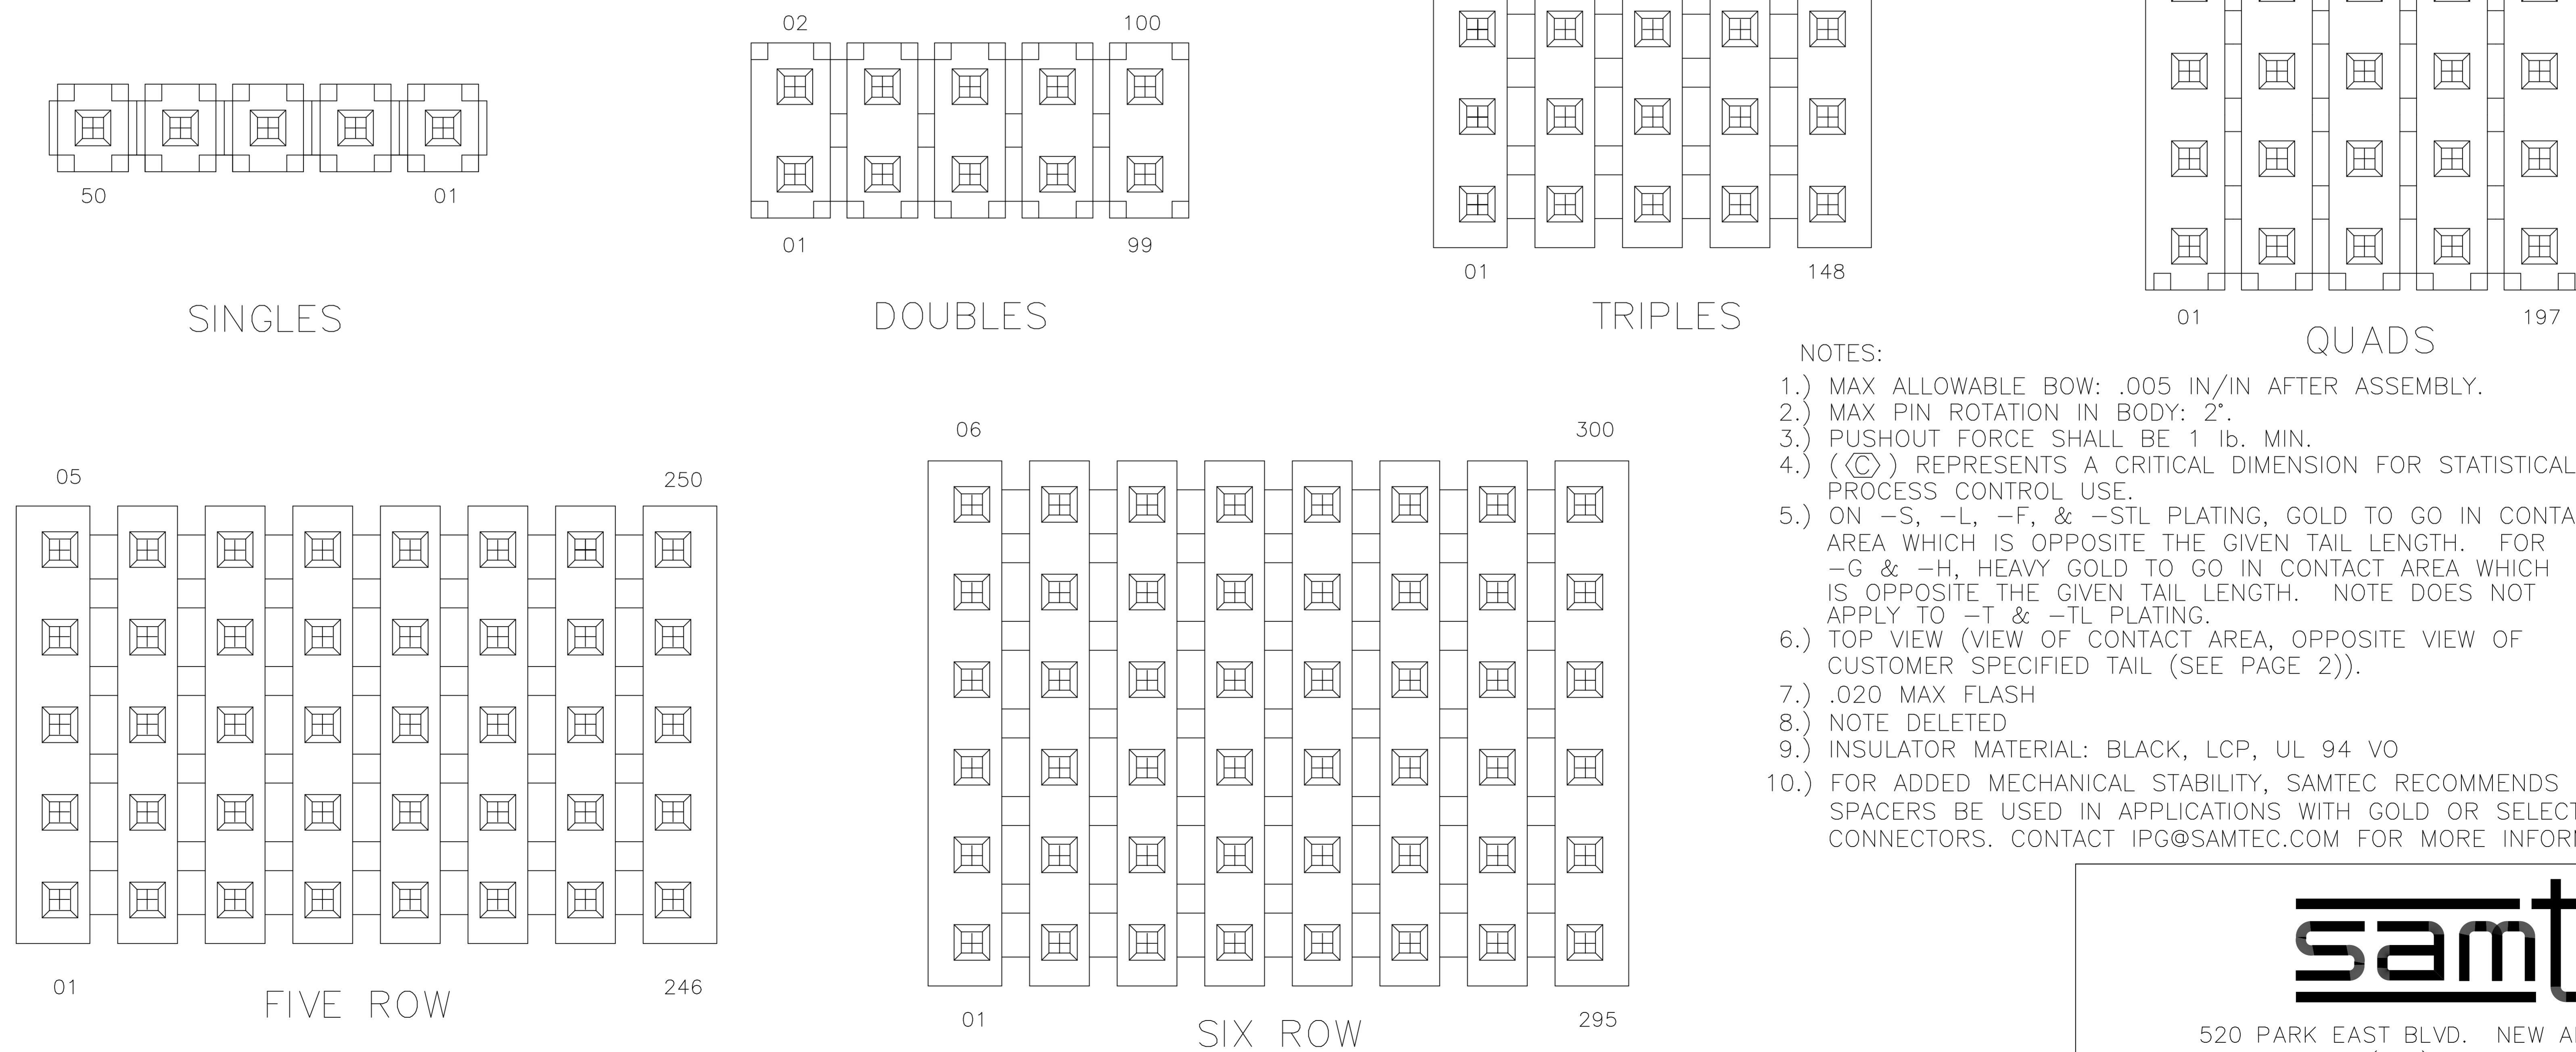 02 100
50 01
01 99
SINGLES
DOUBLES
01 148
TRIPLES
01 197
QUADS
05 250
01 246
FIVE ROW
06 300
01 295
SIX ROW
NOTES:
1.) MAX ALLOWABLE BOW: .005 IN/IN AFTER ASSEMBLY.
2.) MAX PIN ROTATION IN BODY: 2°.
3.) PUSHOUT FORCE SHALL BE 1 lb. MIN.
4.) (<C>) REPRESENTS A CRITICAL DIMENSION FOR STATISTICAL
PROCESS CONTROL USE.
5.) ON -S, -L, -F, & -STL PLATING, GOLD TO GO IN
AREA WHICH IS OPPOSITE THE GIVEN TAIL LENGTH. FOR
-G & -H, HEAVY GOLD TO GO IN CONTACT AREA WHICH
IS OPPOSITE THE GIVEN TAIL LENGTH. NOTE DOES NOT
APPLY TO -T & -TL PLATING.
6.) TOP VIEW (VIEW OF CONTACT AREA, OPPOSITE VIEW OF
CUSTOMER SPECIFIED TAIL (SEE PAGE 2)).
7.) .020 MAX FLASH
8.) NOTE DELETED
9.) INSULATOR MATERIAL: BLACK, LCP, UL 94 VO
10.) FOR ADDED MECHANICAL STABILITY, SAMTEC RECOMMENDS
SPACERS BE USED IN APPLICATIONS WITH GOLD OR
CONNECTORS. CONTACT IPG@SAMTEC.COM FOR MORE
samt
520 PARK EAST BLVD. NEW